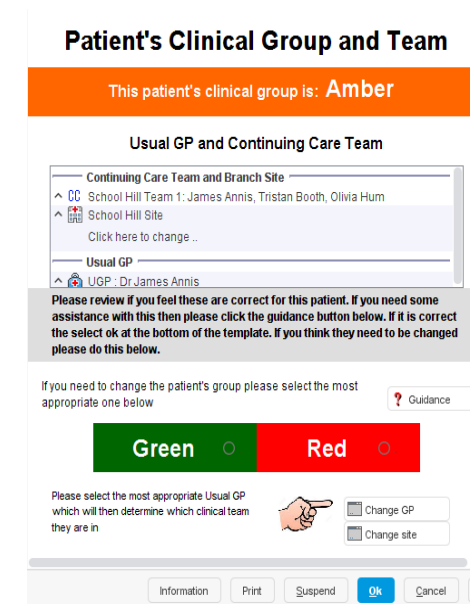 Patient's Clinical Group and Team
This patient's clinical group is: Amber
Usual GP and Continuing Care Team
Continuing Care Team and Branch Site
CC School Hill Team 1: James Annis, Tristan Booth, Olivia Hum
School Hill Site
Click here to change ..
Usual GP
UGP : Dr James Annis
Please review if you feel these are correct for this patient. If you need some
assistance with this then please click the guidance button below. If it is correct
the select ok at the bottom of the template. If you think they need to be changed
please do this below.
If you need to change the patient's group please select the most
appropriate one below
? Guidance
Green Red
Please select the most appropriate Usual GP
which will then determine which clinical team
they are in
Change GP
Change site
Information Print Suspend Ok Cancel